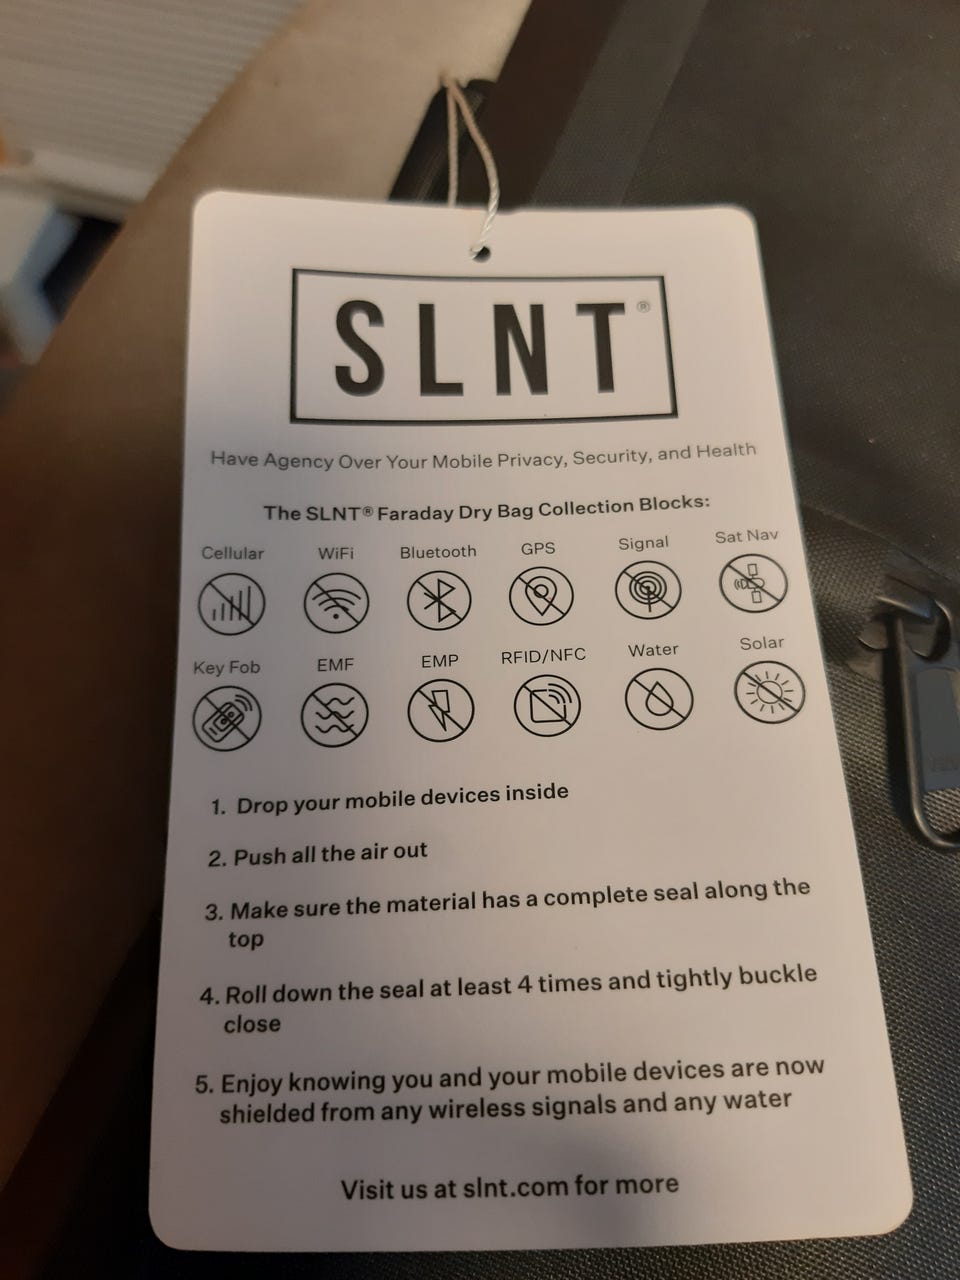 SLNT®
Have Agency Over Your Mobile Privacy, Security, and Health
The SLNT® Faraday Dry Bag Collection Blocks:
Cellular WiFi Bluetooth GPS Signal Sat Nav
Key Fob EMF EMP RFID/NFC Water Solar
1. Drop your mobile devices inside
2. Push all the air out
3. Make sure the material has a complete seal along the
top
4. Roll down the seal at least 4 times and tightly buckle
close
5. Enjoy knowing you and your mobile devices are now
shielded from any wireless signals and any water
Visit us at slnt.com for more